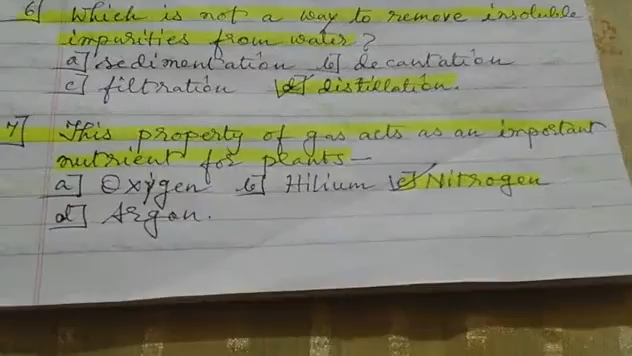 6] Which is not a way to remove insoluble
impurities from water?
a] sedimentation b] decantation
c] filtration d] distillation.
7] This property of gas acts as an important
nutrient for plants—
a] Oxygen b] Hilium c] Nitrogen
d] Argon.